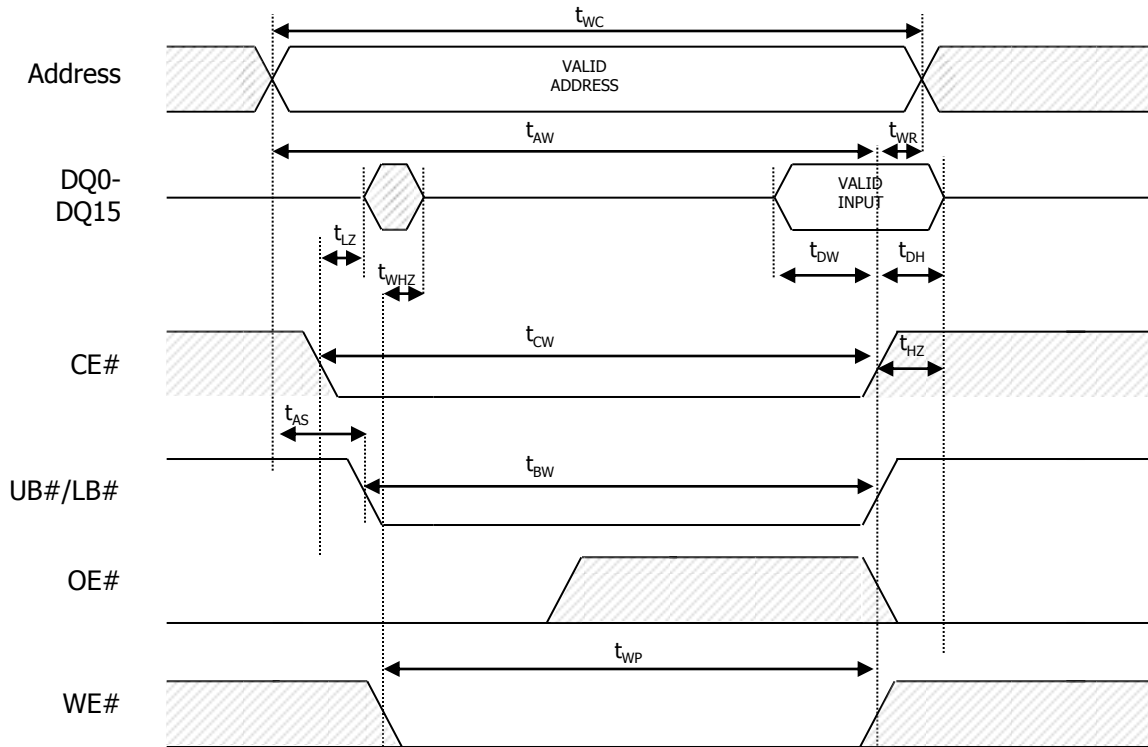 tWC
Address
VALID
ADDRESS
tAW
tWR
DQ0-
DQ15
VALID
INPUT
tLZ
tDW
tDH
tWHZ
tCW
CE#
tHZ
tAS
UB#/LB#
tBW
OE#
tWP
WE#